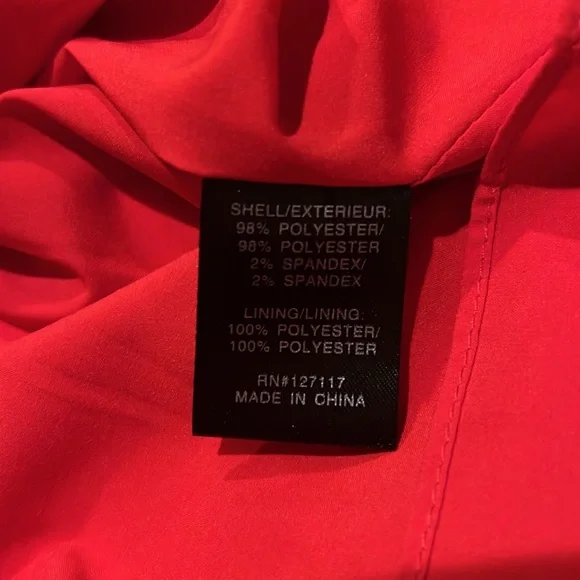 SHELL/EXTERIEUR:
98% POLYESTER/
98% POLYESTER
2% SPANDEX/
2% SPANDEX
LINING/LINING:
100% POLYESTER/
100% POLYESTER
RN#127117
MADE IN CHINA